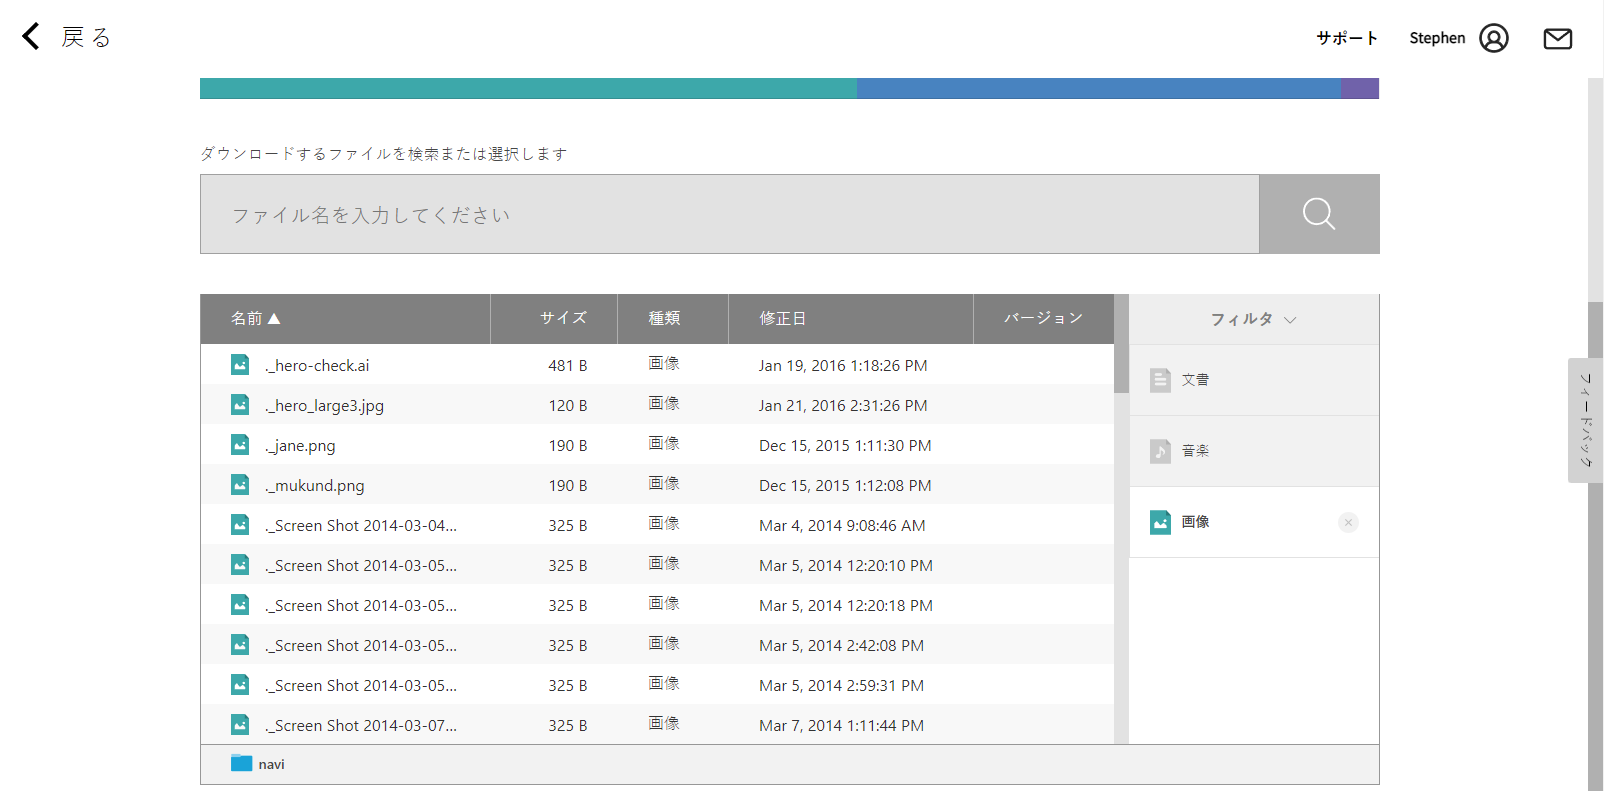 戻る
サポート Stephen
ダウンロードするファイルを検索または選択します
ファイル名を入力してください
名前 ▲ サイズ 種類 修正日 バージョン フィルタ
._hero-check.ai 481 B 画像 Jan 19, 2016 1:18:26 PM
._hero_large3.jpg 120 B 画像 Jan 21, 2016 2:31:26 PM
._jane.png 190 B 画像 Dec 15, 2015 1:11:30 PM
._mukund.png 190 B 画像 Dec 15, 2015 1:12:08 PM
._Screen Shot 2014-03-04... 325 B 画像 Mar 4, 2014 9:08:46 AM
._Screen Shot 2014-03-05... 325 B 画像 Mar 5, 2014 12:20:10 PM
._Screen Shot 2014-03-05... 325 B 画像 Mar 5, 2014 12:20:18 PM
._Screen Shot 2014-03-05... 325 B 画像 Mar 5, 2014 2:42:08 PM
._Screen Shot 2014-03-05... 325 B 画像 Mar 5, 2014 2:59:31 PM
._Screen Shot 2014-03-07... 325 B 画像 Mar 7, 2014 1:11:44 PM
文書
音楽
画像
navi
フィードバック